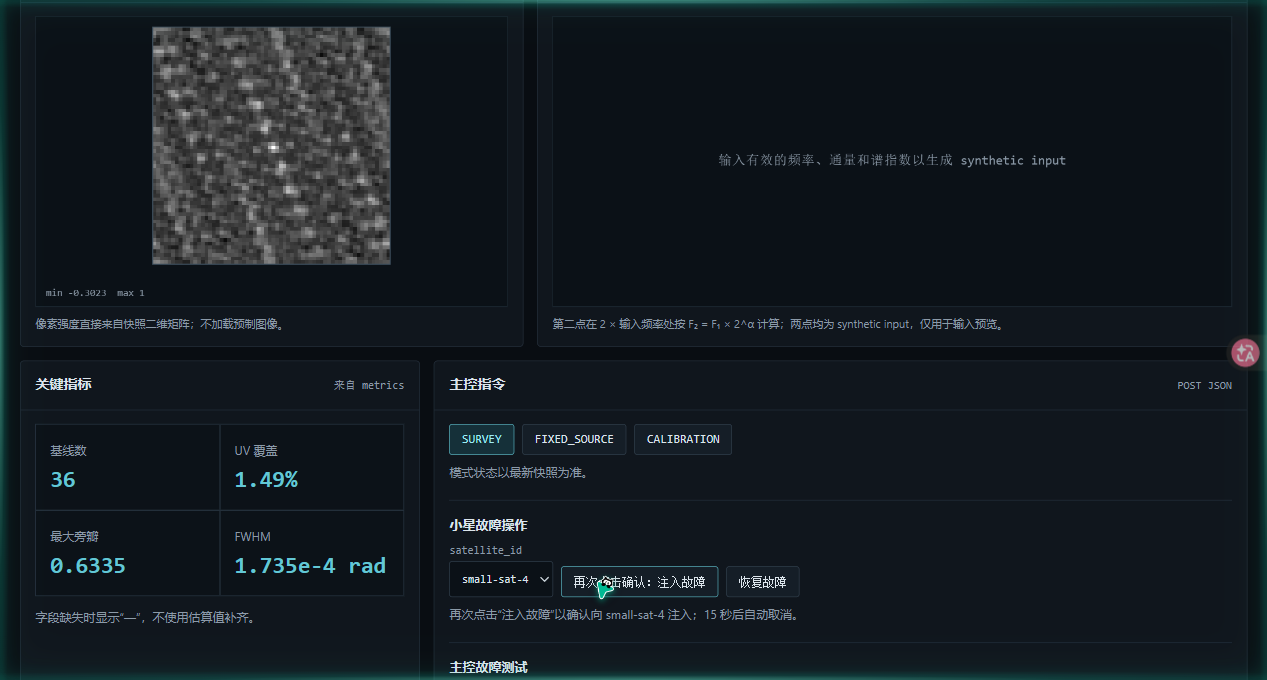 min -0.3023 max 1
像素强度直接来自快照二维矩阵；不加载预制图像。
输入有效的频率、通量和谱指数以生成 synthetic input
第二点在 2 × 输入频率处按 F₂ = F₁ × 2^α 计算；两点均为 synthetic input，仅用于输入预览。
关键指标
来自 metrics
基线数
36
UV 覆盖
1.49%
最大旁瓣
0.6335
FWHM
1.735e-4 rad
字段缺失时显示“—”，不使用估算值补齐。
主控指令
POST JSON
SURVEY
FIXED_SOURCE
CALIBRATION
模式状态以最新快照为准。
小星故障操作
satellite_id
small-sat-4
再次点击确认：注入故障
恢复故障
再次点击“注入故障”以确认向 small-sat-4 注入；15 秒后自动取消。
主控故障测试